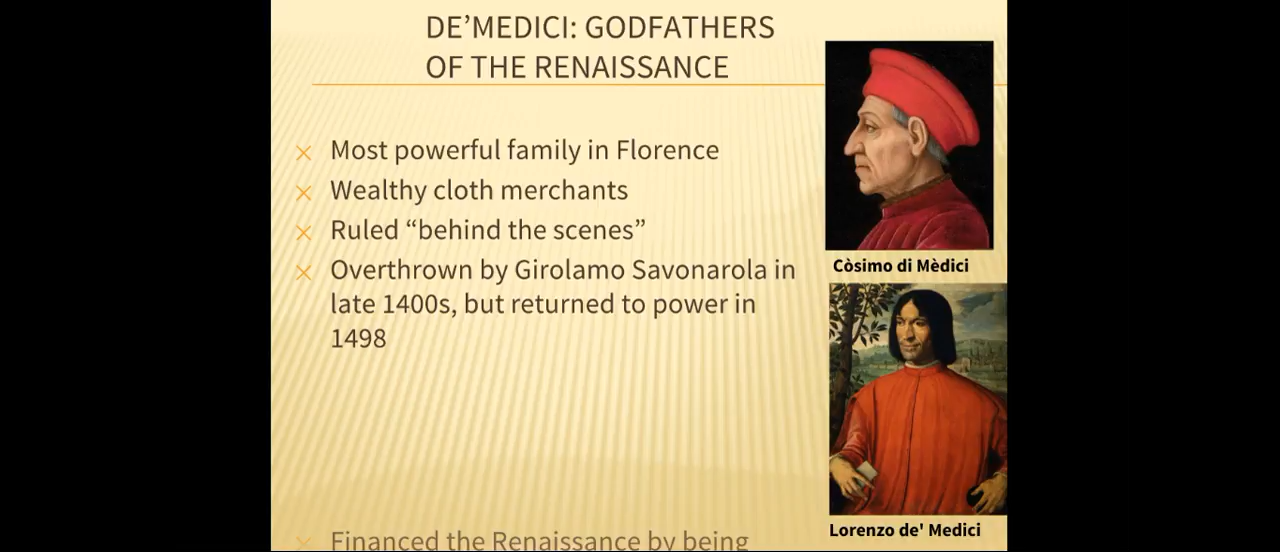 DE’MEDICI: GODFATHERS
OF THE RENAISSANCE
Most powerful family in Florence
Wealthy cloth merchants
Ruled “behind the scenes”
Overthrown by Girolamo Savonarola in
late 1400s, but returned to power in
1498
Financed the Renaissance by being
Còsimo di Mèdici
Lorenzo de' Medici